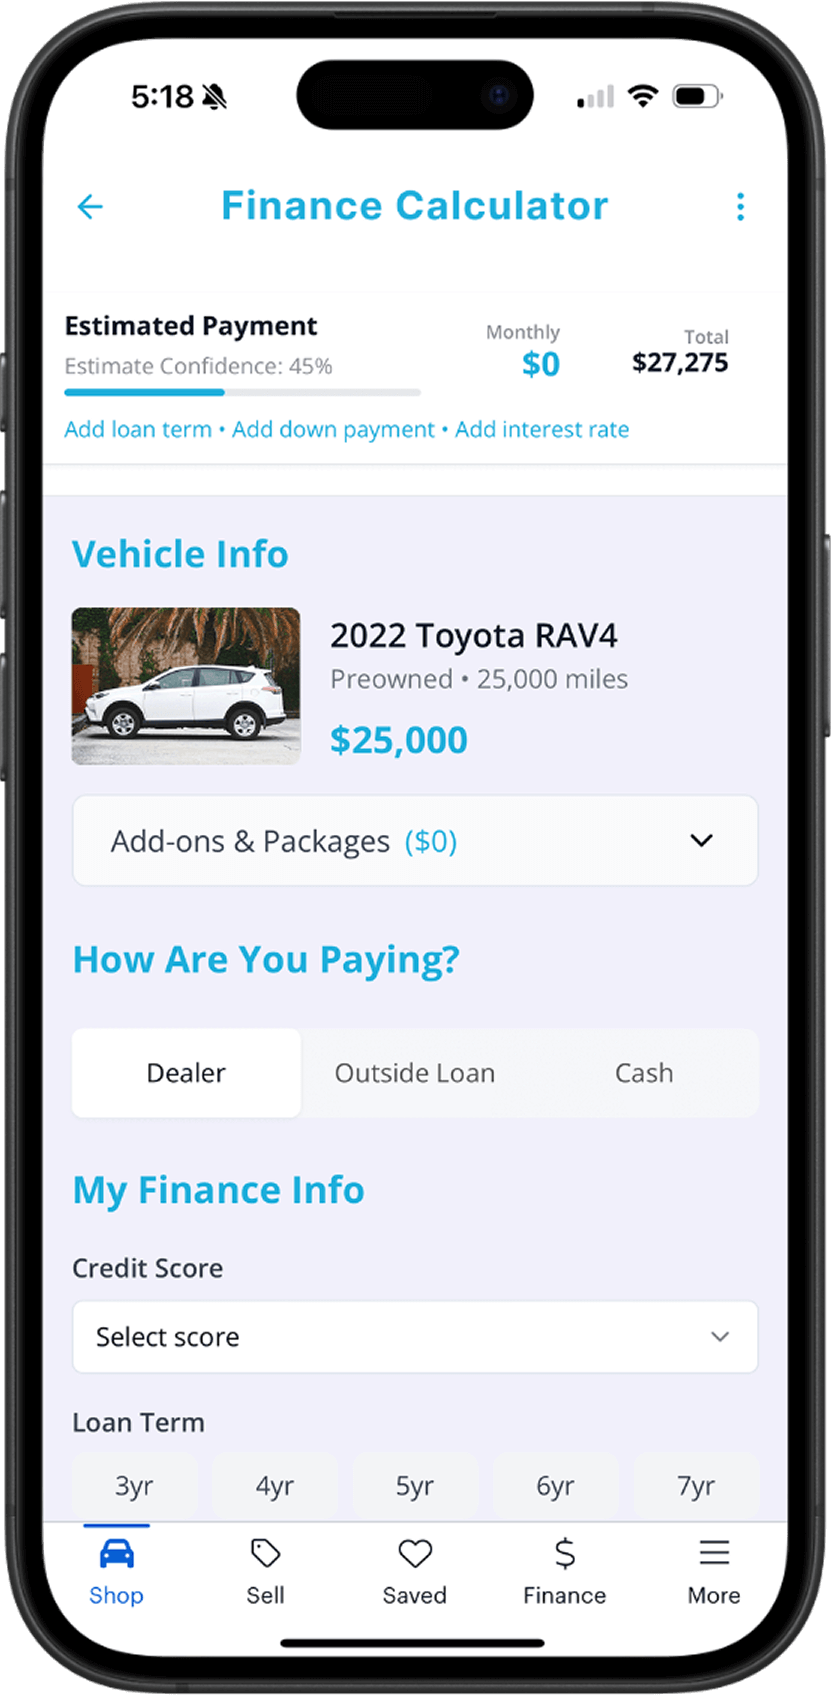 5:18
Finance Calculator
Estimated Payment
Monthly
Total
Estimate Confidence: 45%
$0
$27,275
Add loan term • Add down payment • Add interest rate
Vehicle Info
2022 Toyota RAV4
Preowned • 25,000 miles
$25,000
Add-ons & Packages ($0)
How Are You Paying?
Dealer Outside Loan Cash
My Finance Info
Credit Score
Select score
Loan Term
3yr 4yr 5yr 6yr 7yr
Shop Sell Saved Finance More